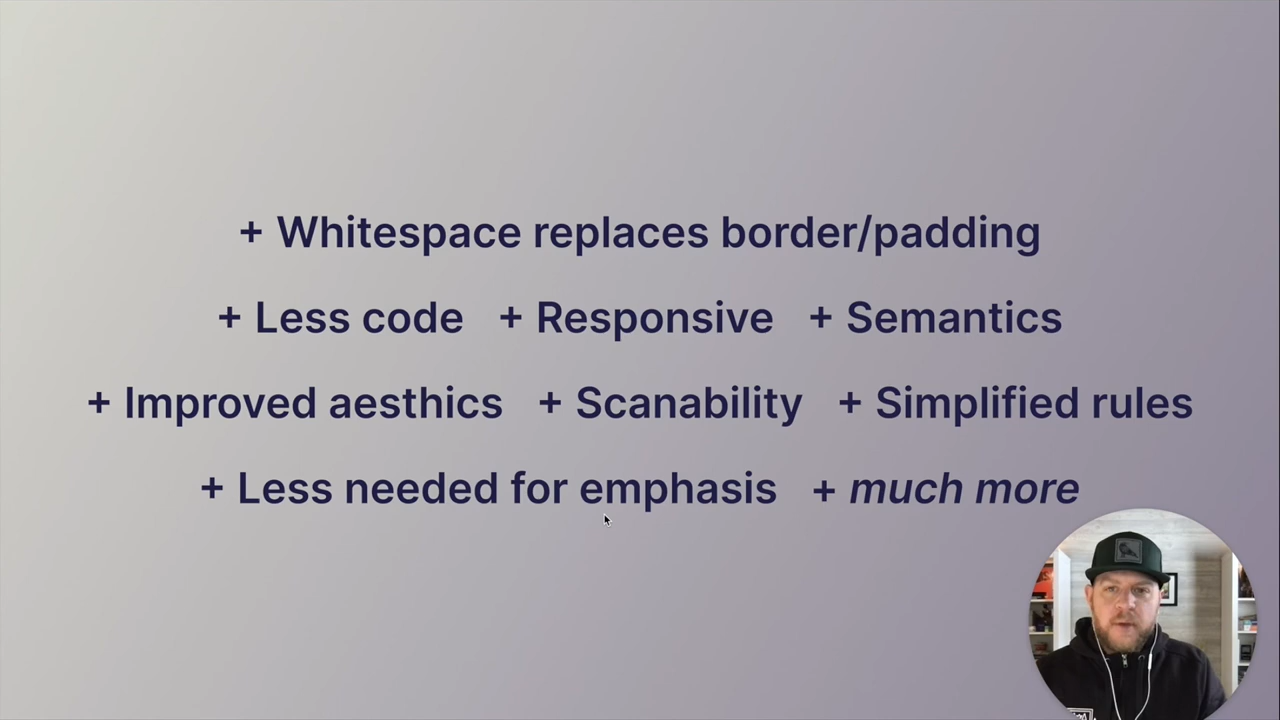 + Whitespace replaces border/padding
+ Less code + Responsive + Semantics
+ Improved aesthics + Scanability + Simplified rules
+ Less needed for emphasis + much more